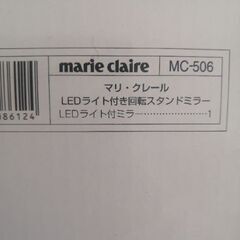 marie claire MC-506
マリ・クレール
LEDライト付き回転スタンドミラー
LEDライト付ミラー…………………1
86124